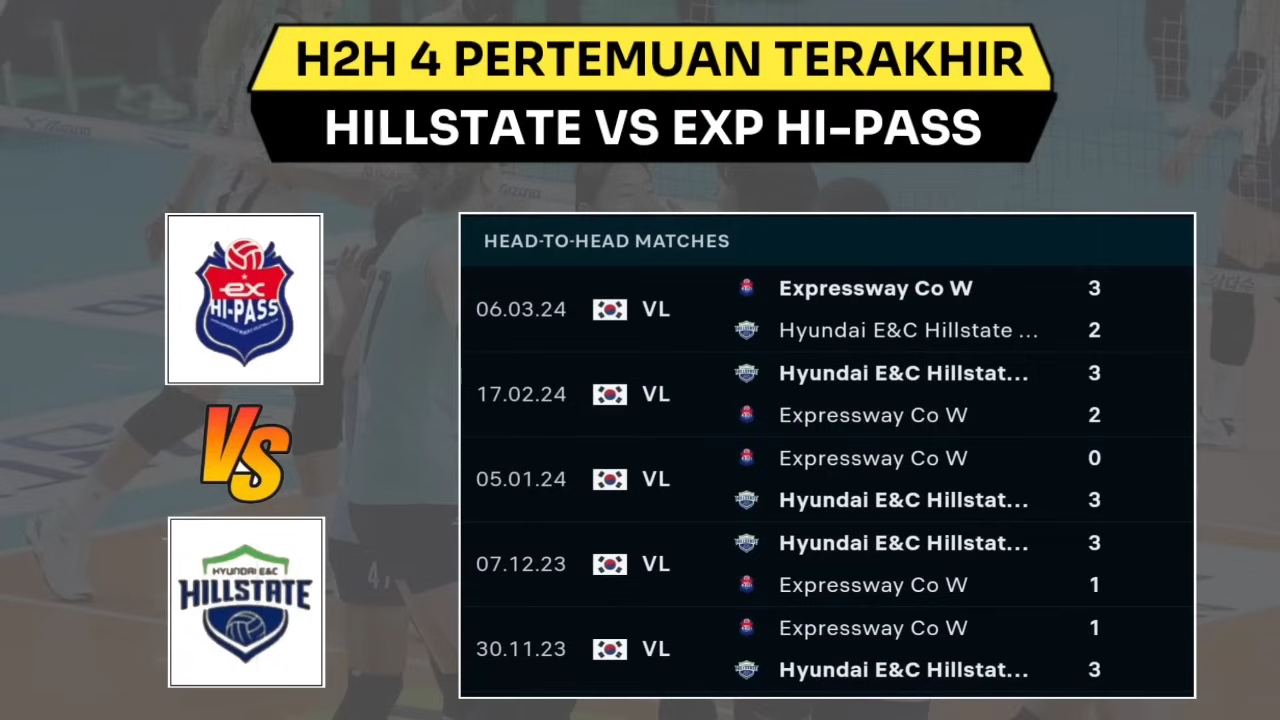 H2H 4 PERTEMUAN TERAKHIR
HILLSTATE VS EXP HI-PASS
ex
HI-PASS
VS
HYUNDAI E&C
HILLSTATE
HEAD-TO-HEAD MATCHES
06.03.24 VL
Expressway Co W 3
Hyundai E&C Hillstate ... 2
17.02.24 VL
Hyundai E&C Hillstat... 3
Expressway Co W 2
05.01.24 VL
Expressway Co W 0
Hyundai E&C Hillstat... 3
07.12.23 VL
Hyundai E&C Hillstat... 3
Expressway Co W 1
30.11.23 VL
Expressway Co W 1
Hyundai E&C Hillstat... 3